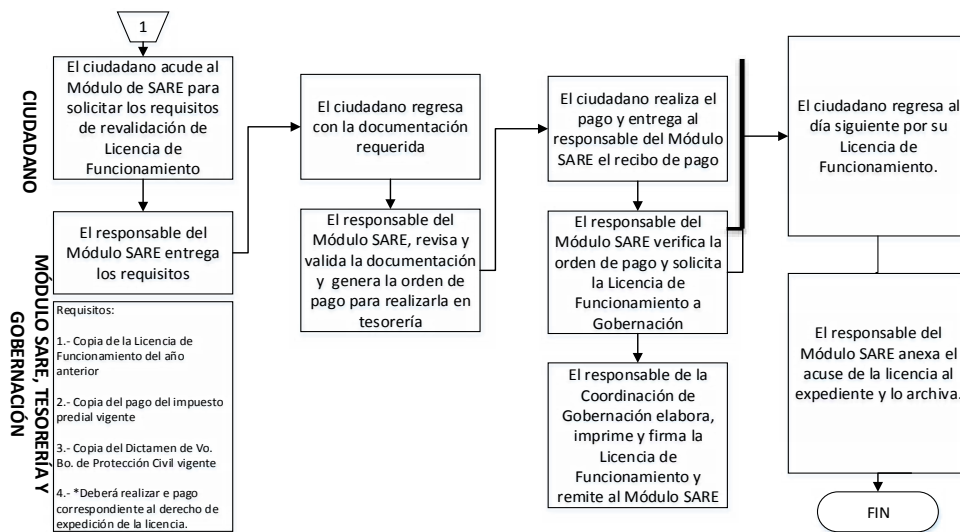 1
CIUDADANO
El ciudadano acude al
Módulo de SARE para
solicitar los requisitos
de revalidación de
Licencia de
Funcionamiento
El ciudadano regresa
con la documentación
requerida
El ciudadano realiza el
pago y entrega al
responsable del Módulo
SARE el recibo de pago
El ciudadano regresa al
día siguiente por su
Licencia de
Funcionamiento.
MÓDULO SARE, TESORERÍA Y
GOBERNACIÓN
El responsable del
Módulo SARE entrega
los requisitos
Requisitos:
1.- Copia de la Licencia de
Funcionamiento del año
anterior
2.- Copia del pago del impuesto
predial vigente
3.- Copia del Dictamen de Vo.
Bo. de Protección Civil vigente
4.- *Deberá realizar e pago
correspondiente al derecho de
expedición de la licencia.
El responsable del
Módulo SARE, revisa y
valida la documentación
y genera la orden de
pago para realizarla en
tesorería
El responsable del
Módulo SARE verifica la
orden de pago y solicita
la Licencia de
Funcionamiento a
Gobernación
El responsable de la
Coordinación de
Gobernación elabora,
imprime y firma la
Licencia de
Funcionamiento y
remite al Módulo SARE
El responsable del
Módulo SARE anexa el
acuse de la licencia al
expediente y lo archiva.
FIN